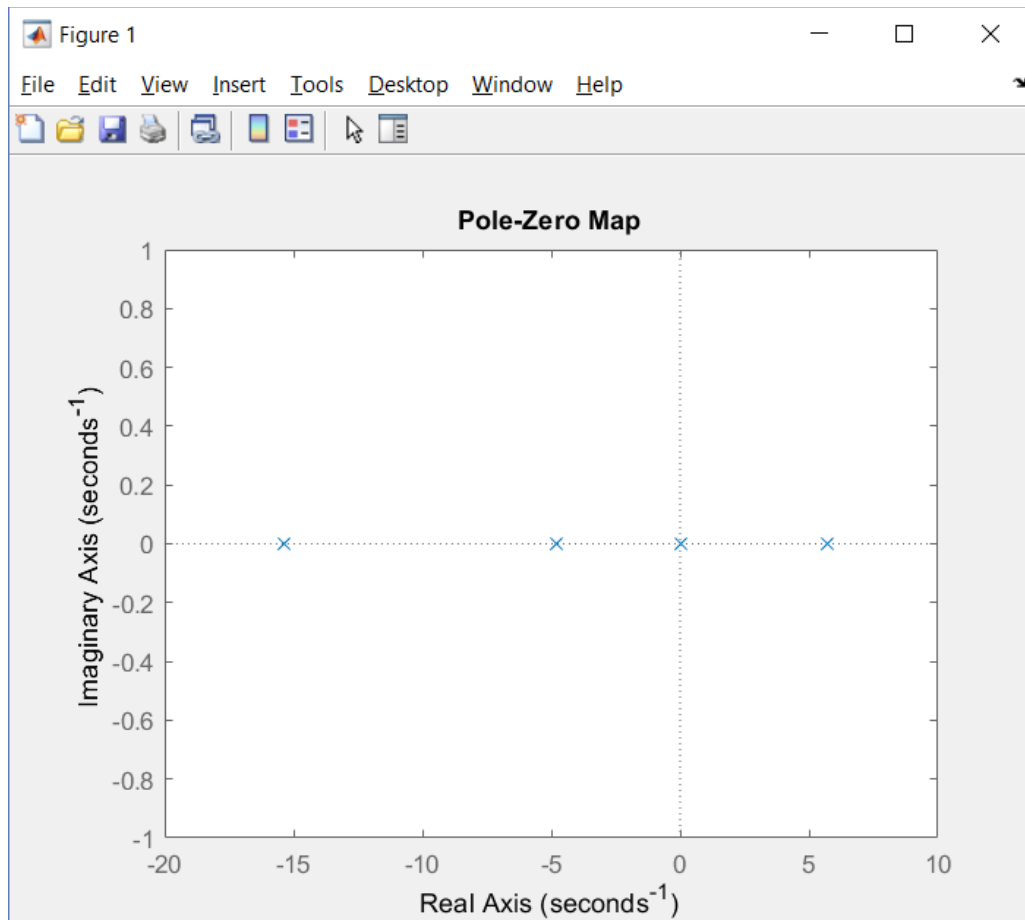 Figure 1
File Edit View Insert Tools Desktop Window Help
Pole-Zero Map
1
0.8
0.6
0.4
0.2
0
-0.2
-0.4
-0.6
-0.8
-1
Imaginary Axis (seconds⁻¹)
-20 -15 -10 -5 0 5 10
Real Axis (seconds⁻¹)